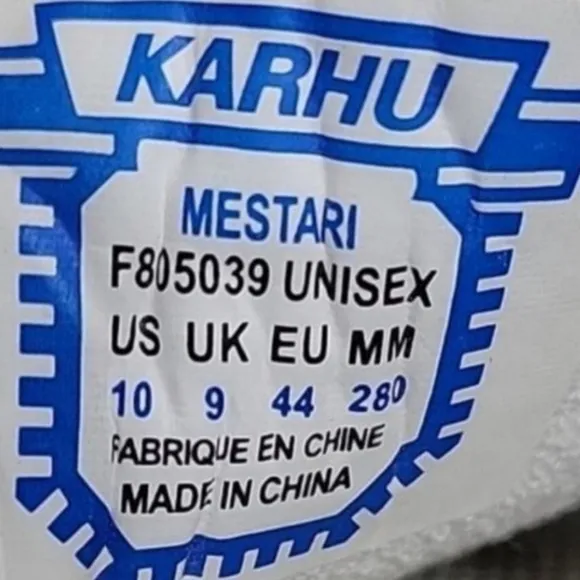 KARHU
MESTARI
F805039 UNISEX
US UK EU MM
10 9 44 280
FABRIQUE EN CHINE
MADE IN CHINA